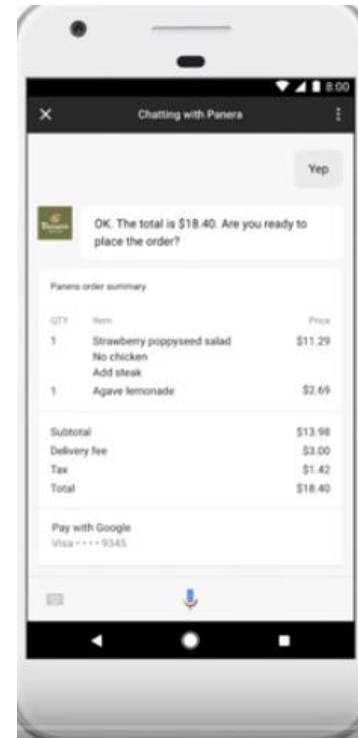 8:00
Chatting with Panera
Yep
Panera
OK. The total is $18.40. Are you ready to
place the order?
Panera order summary
QTY Item Price
1 Strawberry poppyseed salad $11.29
No chicken
Add steak
1 Agave lemonade $2.69
Subtotal $13.98
Delivery fee $3.00
Tax $1.42
Total $18.40
Pay with Google
Visa •••• 9345